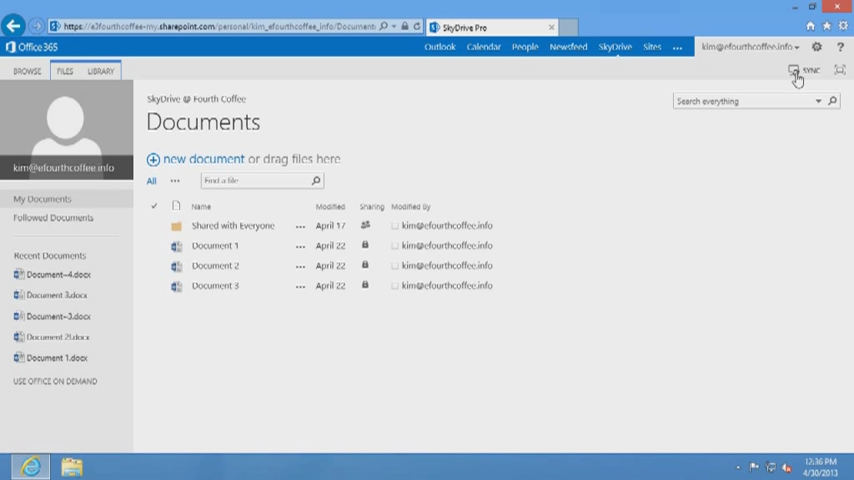 https://e3fourthcoffee-my.sharepoint.com/personal/kim_efourthcoffee_info/Document:
SkyDrive Pro
Office 365
Outlook Calendar People Newsfeed SkyDrive Sites ...
kim@efourthcoffee.info
?
BROWSE FILES LIBRARY
SYNC
kim@efourthcoffee.info
My Documents
Followed Documents
Recent Documents
Document~4.docx
Document 3.docx
Document~3.docx
Document 2!.docx
Document 1.docx
USE OFFICE ON DEMAND
SkyDrive @ Fourth Coffee
Documents
Search everything
new document or drag files here
All ... Find a file
Name Modified Sharing Modified By
Shared with Everyone ... April 17 kim@efourthcoffee.info
Document 1 ... April 22 kim@efourthcoffee.info
Document 2 ... April 22 kim@efourthcoffee.info
Document 3 ... April 22 kim@efourthcoffee.info
12:36 PM
4/30/2013